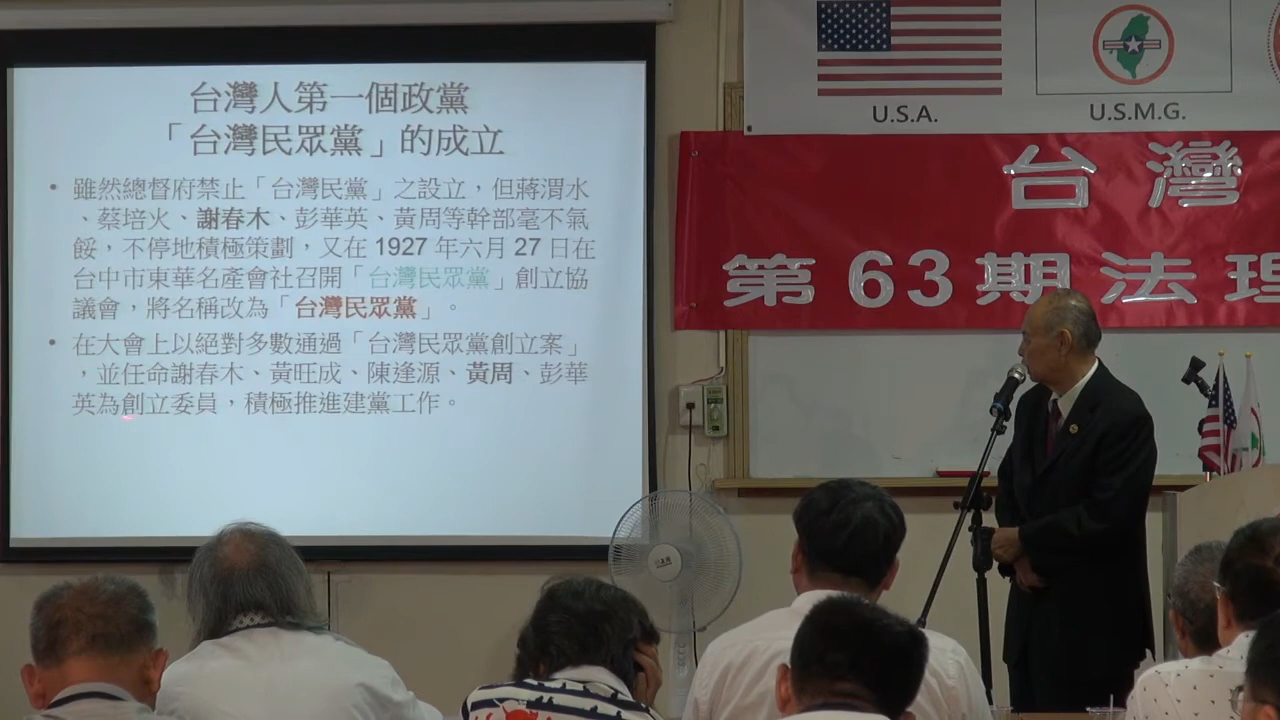 台灣人第一個政黨
「台灣民眾黨」的成立
• 雖然總督府禁止「台灣民黨」之設立，但蔣渭水
、蔡培火、謝春木、彭華英、黃周等幹部毫不氣
餒，不停地積極策劃，又在 1927 年六月 27 日在
台中市東華名產會社召開「台灣民眾黨」創立協
議會，將名稱改為「台灣民眾黨」。
• 在大會上以絕對多數通過「台灣民眾黨創立案」
，並任命謝春木、黃旺成、陳逢源、黃周、彭華
英為創立委員，積極推進建黨工作。
U.S.A.
U.S.M.G.
台灣
第63期法理